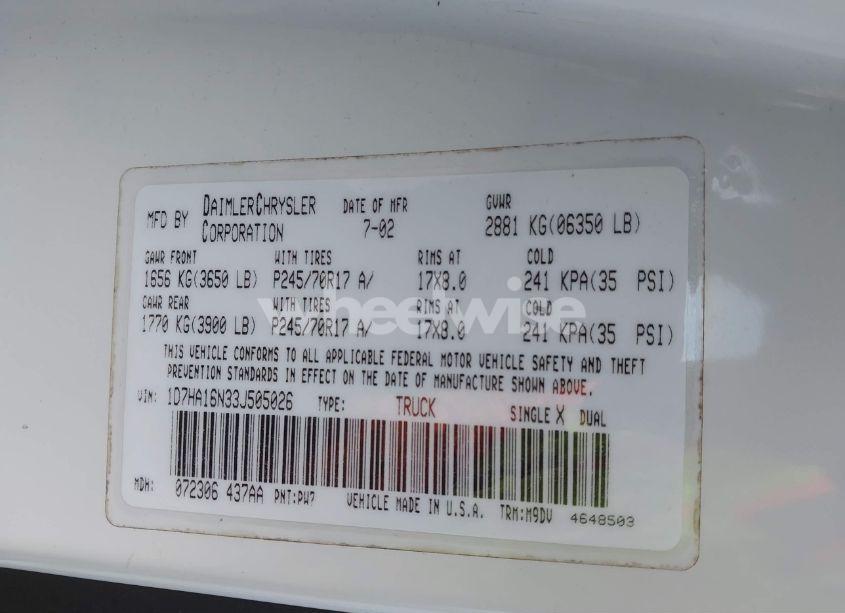 MFD BY DAIMLERCHRYSLER CORPORATION DATE OF MFR 7-02 GVWR 2881 KG(06350 LB)
GAWR FRONT WITH TIRES RIMS AT COLD
1656 KG(3650 LB) P245/70R17 A/ 17X8.0 241 KPA(35 PSI)
GAWR REAR WITH TIRES RIMS AT COLD
1770 KG(3900 LB) P245/70R17 A/ 17X8.0 241 KPA(35 PSI)
wheelwise
THIS VEHICLE CONFORMS TO ALL APPLICABLE FEDERAL MOTOR VEHICLE SAFETY AND THEFT
PREVENTION STANDARDS IN EFFECT ON THE DATE OF MANUFACTURE SHOWN ABOVE.
VIN: 1D7HA16N33J505026 TYPE: TRUCK SINGLE X DUAL
MDH: 072306 437AA PNT:PW7 VEHICLE MADE IN U.S.A. TRM:M9DV 4648503